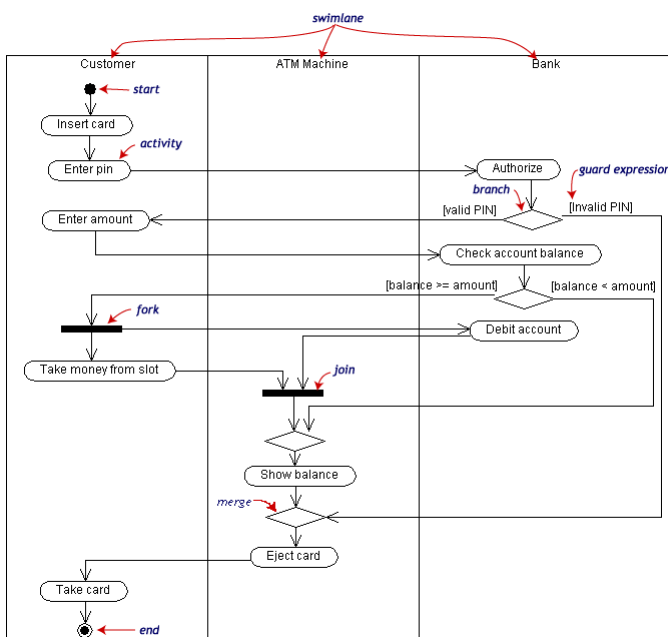 swimlane
Customer
ATM Machine
Bank
start
Insert card
activity
Enter pin
Authorize
guard expression
branch
[valid PIN]
[Invalid PIN]
Enter amount
Check account balance
[balance >= amount]
[balance < amount]
fork
Debit account
Take money from slot
join
Show balance
merge
Eject card
Take card
end